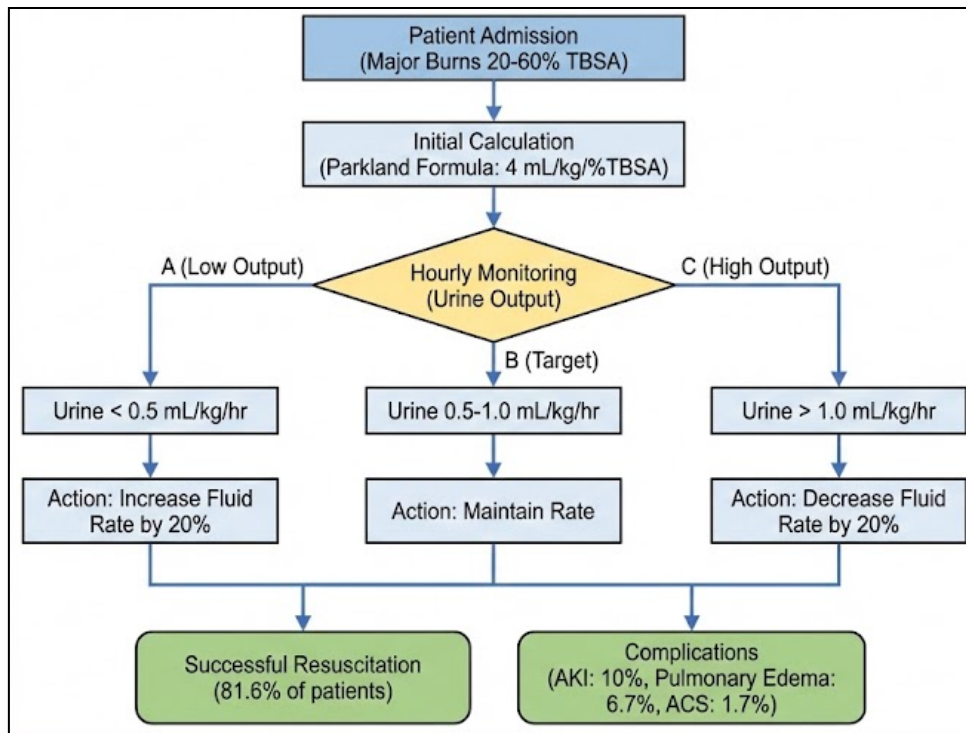 Patient Admission
(Major Burns 20-60% TBSA)
Initial Calculation
(Parkland Formula: 4 mL/kg/%TBSA)
A (Low Output)
Hourly Monitoring
(Urine Output)
C (High Output)
B (Target)
Urine < 0.5 mL/kg/hr
Urine 0.5-1.0 mL/kg/hr
Urine > 1.0 mL/kg/hr
Action: Increase Fluid
Rate by 20%
Action: Maintain Rate
Action: Decrease Fluid
Rate by 20%
Successful Resuscitation
(81.6% of patients)
Complications
(AKI: 10%, Pulmonary Edema:
6.7%, ACS: 1.7%)